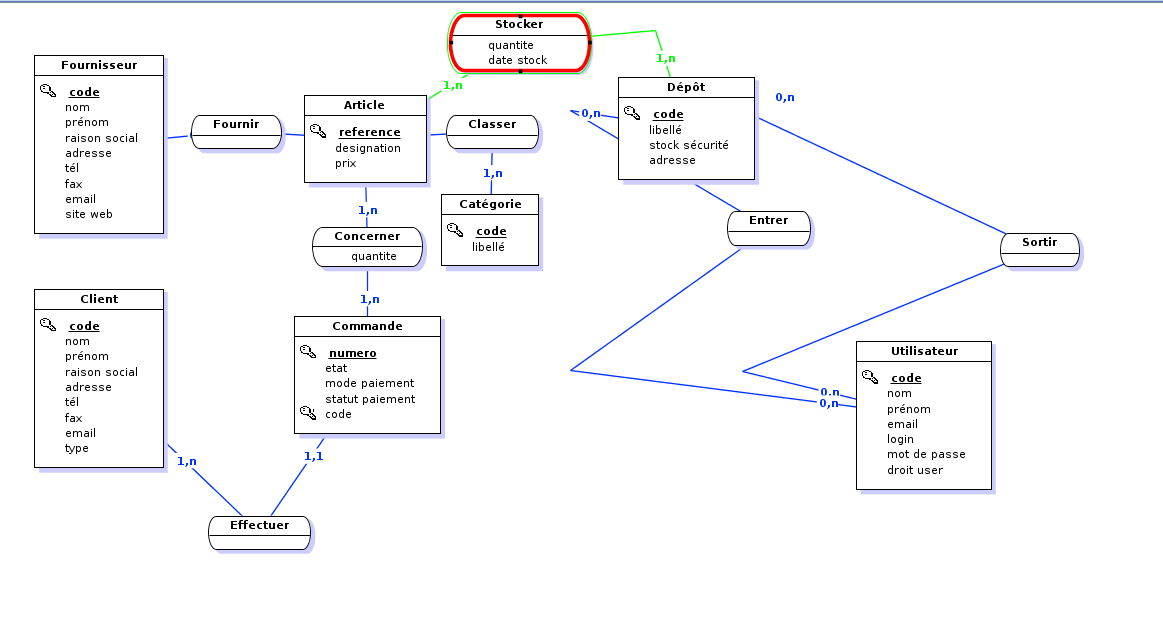 Stocker
quantite
date stock
1,n
1,n
Fournisseur
code
nom
prénom
raison social
adresse
tél
fax
email
site web
Fournir
Article
reference
designation
prix
Classer
1,n
Catégorie
code
libellé
0,n
Dépôt
code
libellé
stock sécurité
adresse
0,n
Entrer
Sortir
1,n
Concerner
quantite
1,n
Client
code
nom
prénom
raison social
adresse
tél
fax
email
type
Commande
numero
etat
mode paiement
statut paiement
code
Utilisateur
code
nom
prénom
email
login
mot de passe
droit user
0.n
0,n
1,n
1,1
Effectuer